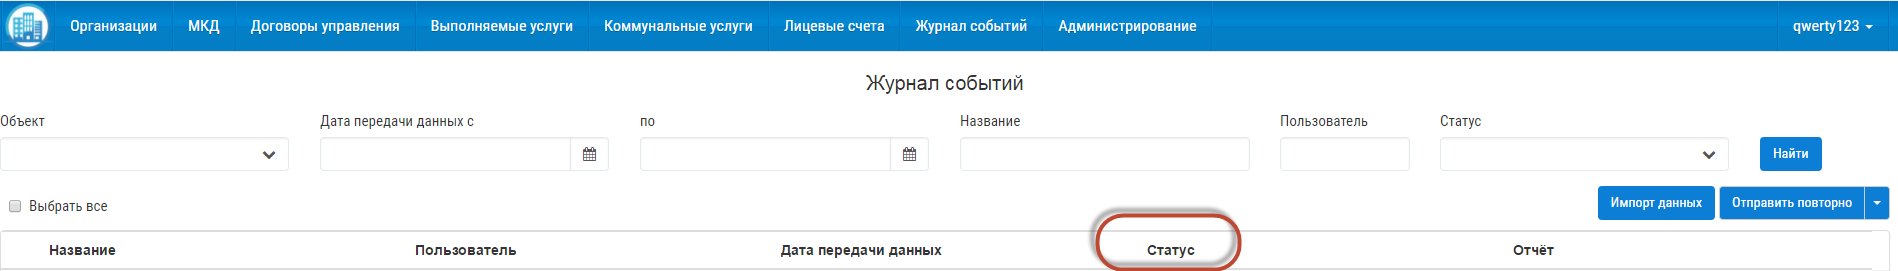 Организации МКД Договоры управления Выполняемые услуги Коммунальные услуги Лицевые счета Журнал событий Администрирование qwerty123
Журнал событий
Объект Дата передачи данных с по Название Пользователь Статус
Найти
Выбрать все Импорт данных Отправить повторно
Название Пользователь Дата передачи данных Статус Отчёт